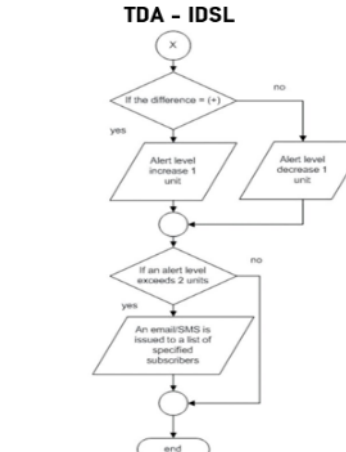 TDA - IDSL
X
If the difference = (+)
no
yes
Alert level
increase 1
unit
Alert level
decrease 1
unit
If an alert level
exceeds 2 units
no
yes
An email/SMS is
issued to a list of
specified
subscribers
end